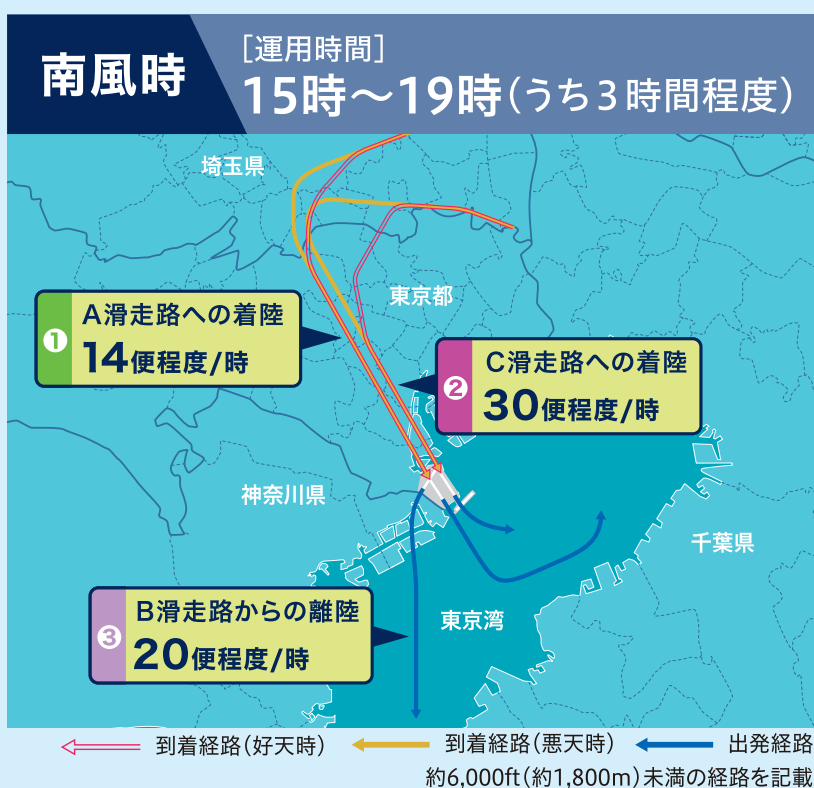 南風時
［運用時間］
15時～19時（うち３時間程度）
埼玉県
東京都
❶
A滑走路への着陸
14便程度/時
❷
C滑走路への着陸
30便程度/時
神奈川県
千葉県
❸
B滑走路からの離陸
20便程度/時
東京湾
到着経路（好天時）
到着経路（悪天時）
出発経路
約6,000ft（約1,800m）未満の経路を記載